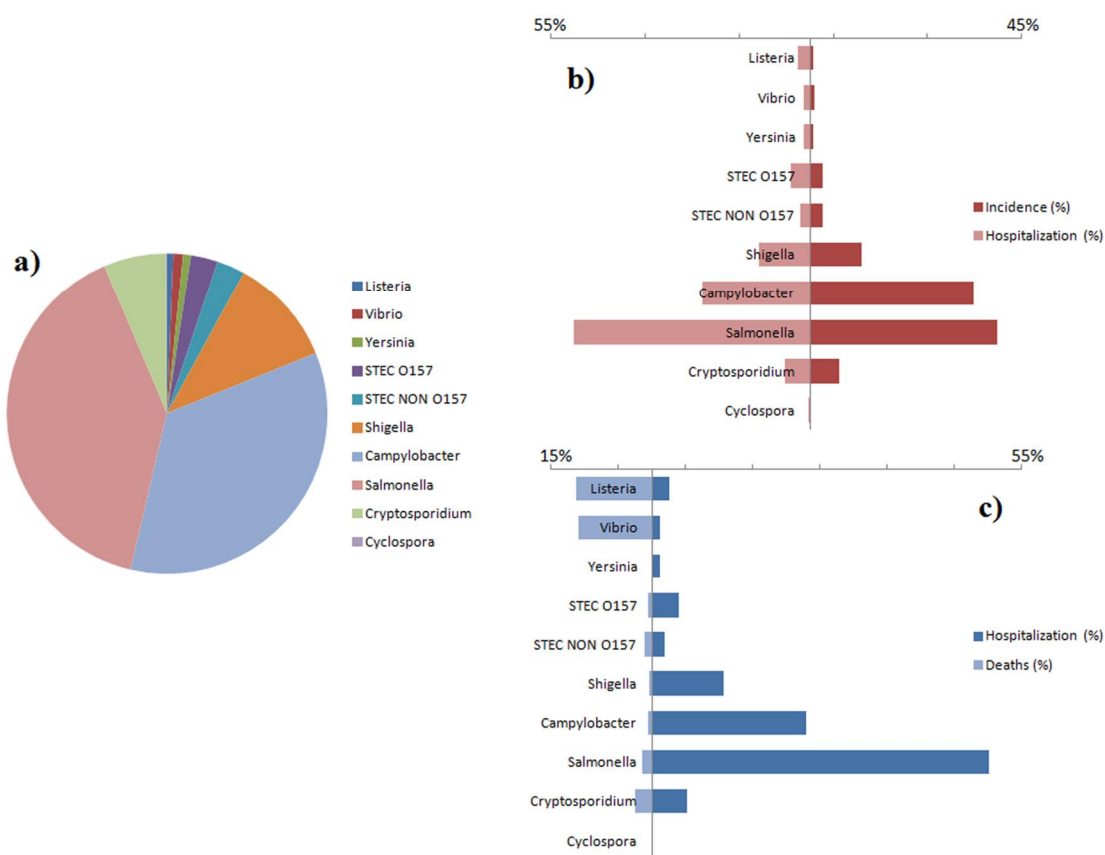 a)
Listeria
Vibrio
Yersinia
STEC O157
STEC NON O157
Shigella
Campylobacter
Salmonella
Cryptosporidium
Cyclospora
55% 45%
b)
Listeria
Vibrio
Yersinia
STEC O157
STEC NON O157
Shigella
Campylobacter
Salmonella
Cryptosporidium
Cyclospora
Incidence (%)
Hospitalization (%)
15% 55%
c)
Listeria
Vibrio
Yersinia
STEC O157
STEC NON O157
Shigella
Campylobacter
Salmonella
Cryptosporidium
Cyclospora
Hospitalization (%)
Deaths (%)